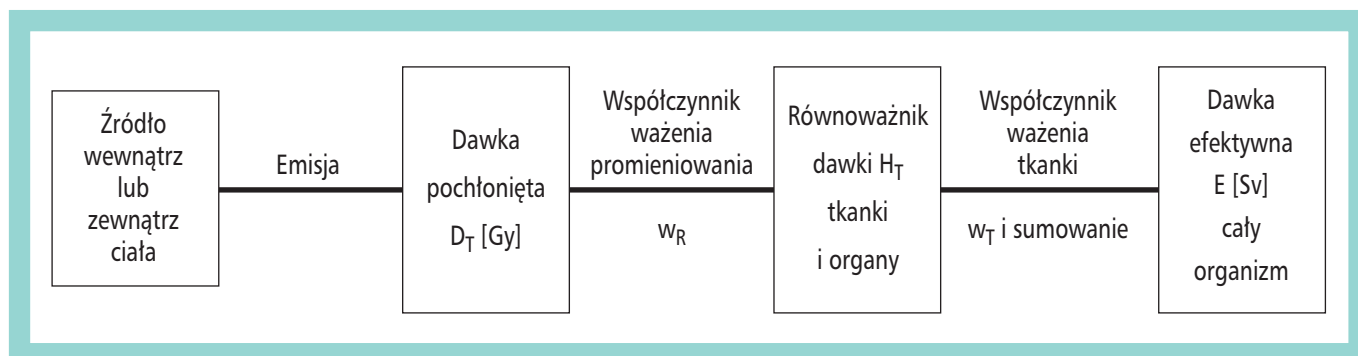 Źródło
wewnątrz
lub
zewnątrz
ciała
Emisja
Dawka
pochłonięta
D_T [Gy]
Współczynnik
ważenia
promieniowania
w_R
Równoważnik
dawki H_T
tkanki
i organy
Współczynnik
ważenia
tkanki
w_T i sumowanie
Dawka
efektywna
E [Sv]
cały
organizm